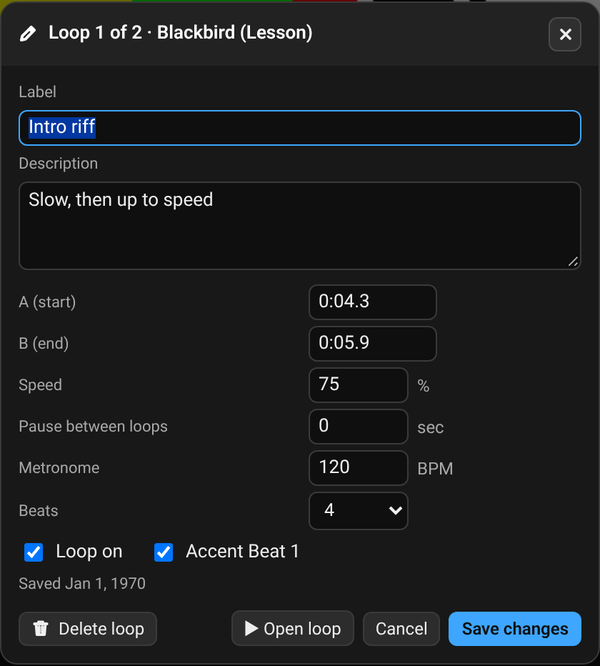 Loop 1 of 2 · Blackbird (Lesson)
Label
Intro riff
Description
Slow, then up to speed
A (start) 0:04.3
B (end) 0:05.9
Speed 75 %
Pause between loops 0 sec
Metronome 120 BPM
Beats 4
Loop on Accent Beat 1
Saved Jan 1, 1970
Delete loop Open loop Cancel Save changes